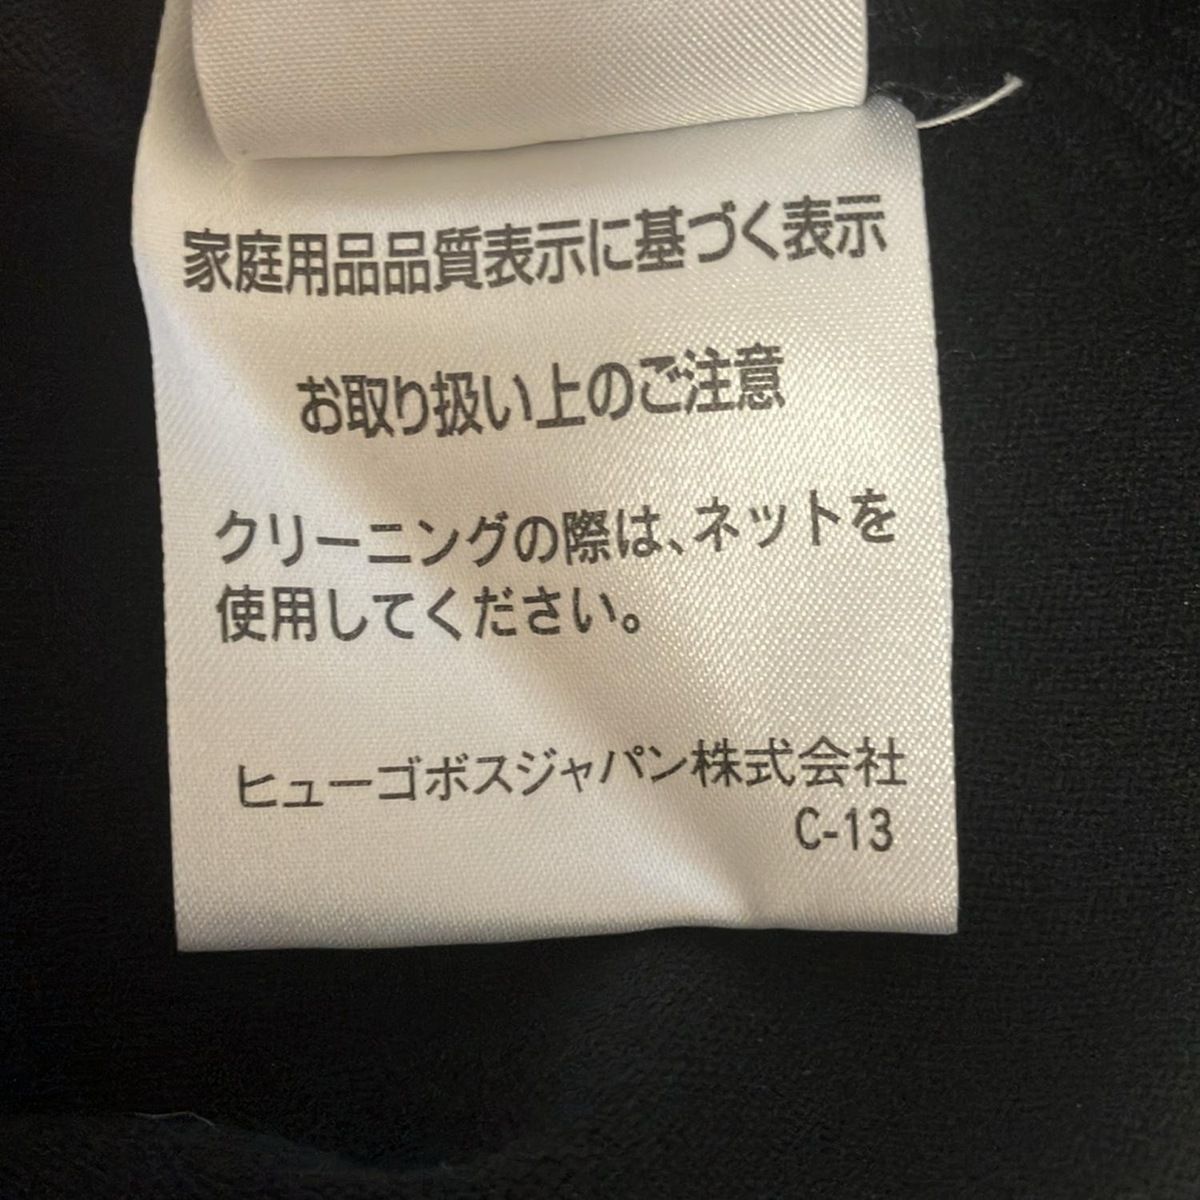 家庭用品品質表示に基づく表示
お取り扱い上のご注意
クリーニングの際は、ネットを
使用してください。
ヒューゴボスジャパン株式会社
C-13